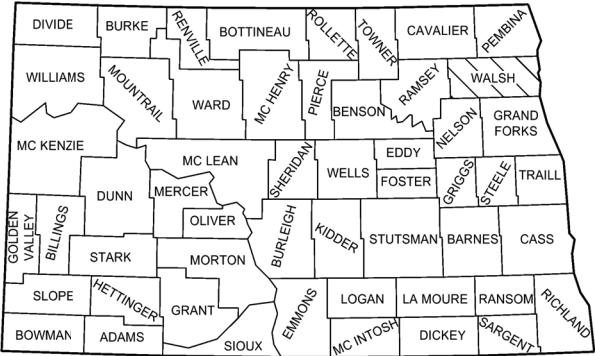 DIVIDE
BURKE
RENVILLE
BOTTINEAU
ROLLETTE
TOWNER
CAVALIER
PEMBINA
WILLIAMS
MOUNTRAIL
WARD
MC HENRY
PIERCE
BENSON
RAMSEY
WALSH
NELSON
GRAND
FORKS
MC KENZIE
DUNN
MC LEAN
MERCER
OLIVER
SHERIDAN
WELLS
EDDY
FOSTER
GRIGGS
STEELE
TRAILL
GOLDEN
VALLEY
BILLINGS
STARK
MORTON
BURLEIGH
KIDDER
STUTSMAN
BARNES
CASS
SLOPE
HETTINGER
GRANT
EMMONS
LOGAN
LA MOURE
RANSOM
RICHLAND
BOWMAN
ADAMS
SIOUX
MC INTOSH
DICKEY
SARGENT